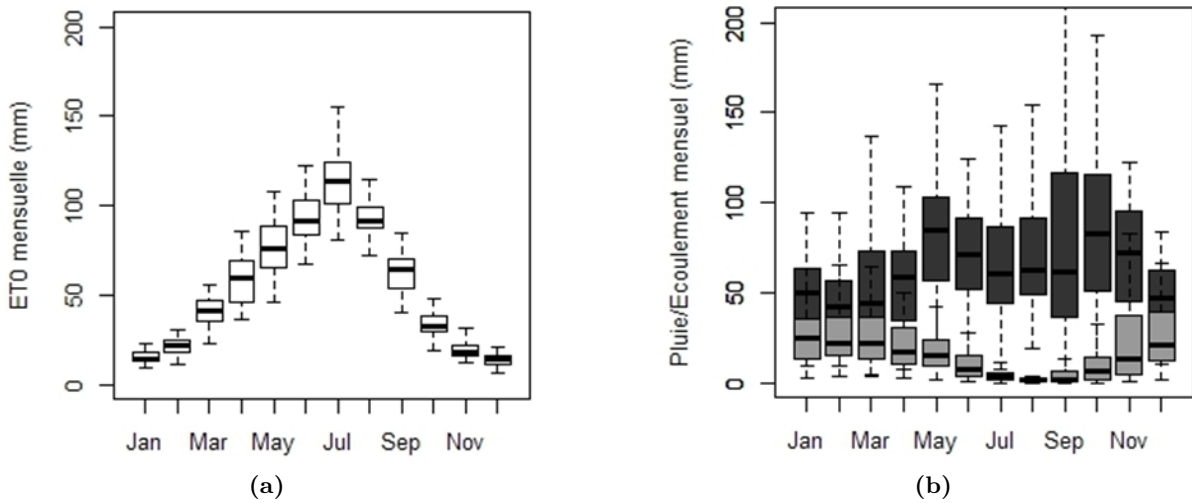 ET0 mensuelle (mm)
200
150
100
50
0
Jan Mar May Jul Sep Nov
(a)
Pluie/Ecoulement mensuel (mm)
200
150
100
50
0
Jan Mar May Jul Sep Nov
(b)